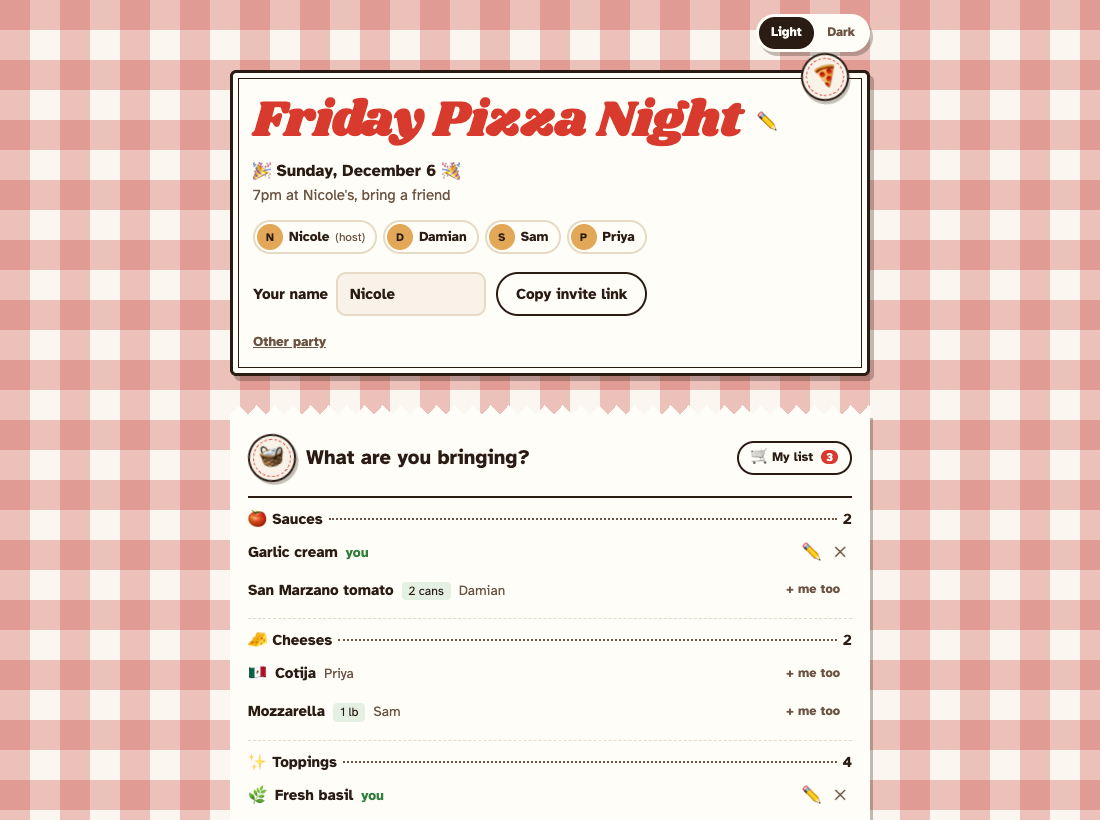 Light Dark
Friday Pizza Night
Sunday, December 6
7pm at Nicole's, bring a friend
N Nicole (host) D Damian S Sam P Priya
Your name Nicole Copy invite link
Other party
What are you bringing? My list 3
Sauces 2
Garlic cream you
San Marzano tomato 2 cans Damian + me too
Cheeses 2
Cotija Priya + me too
Mozzarella 1 lb Sam + me too
Toppings 4
Fresh basil you